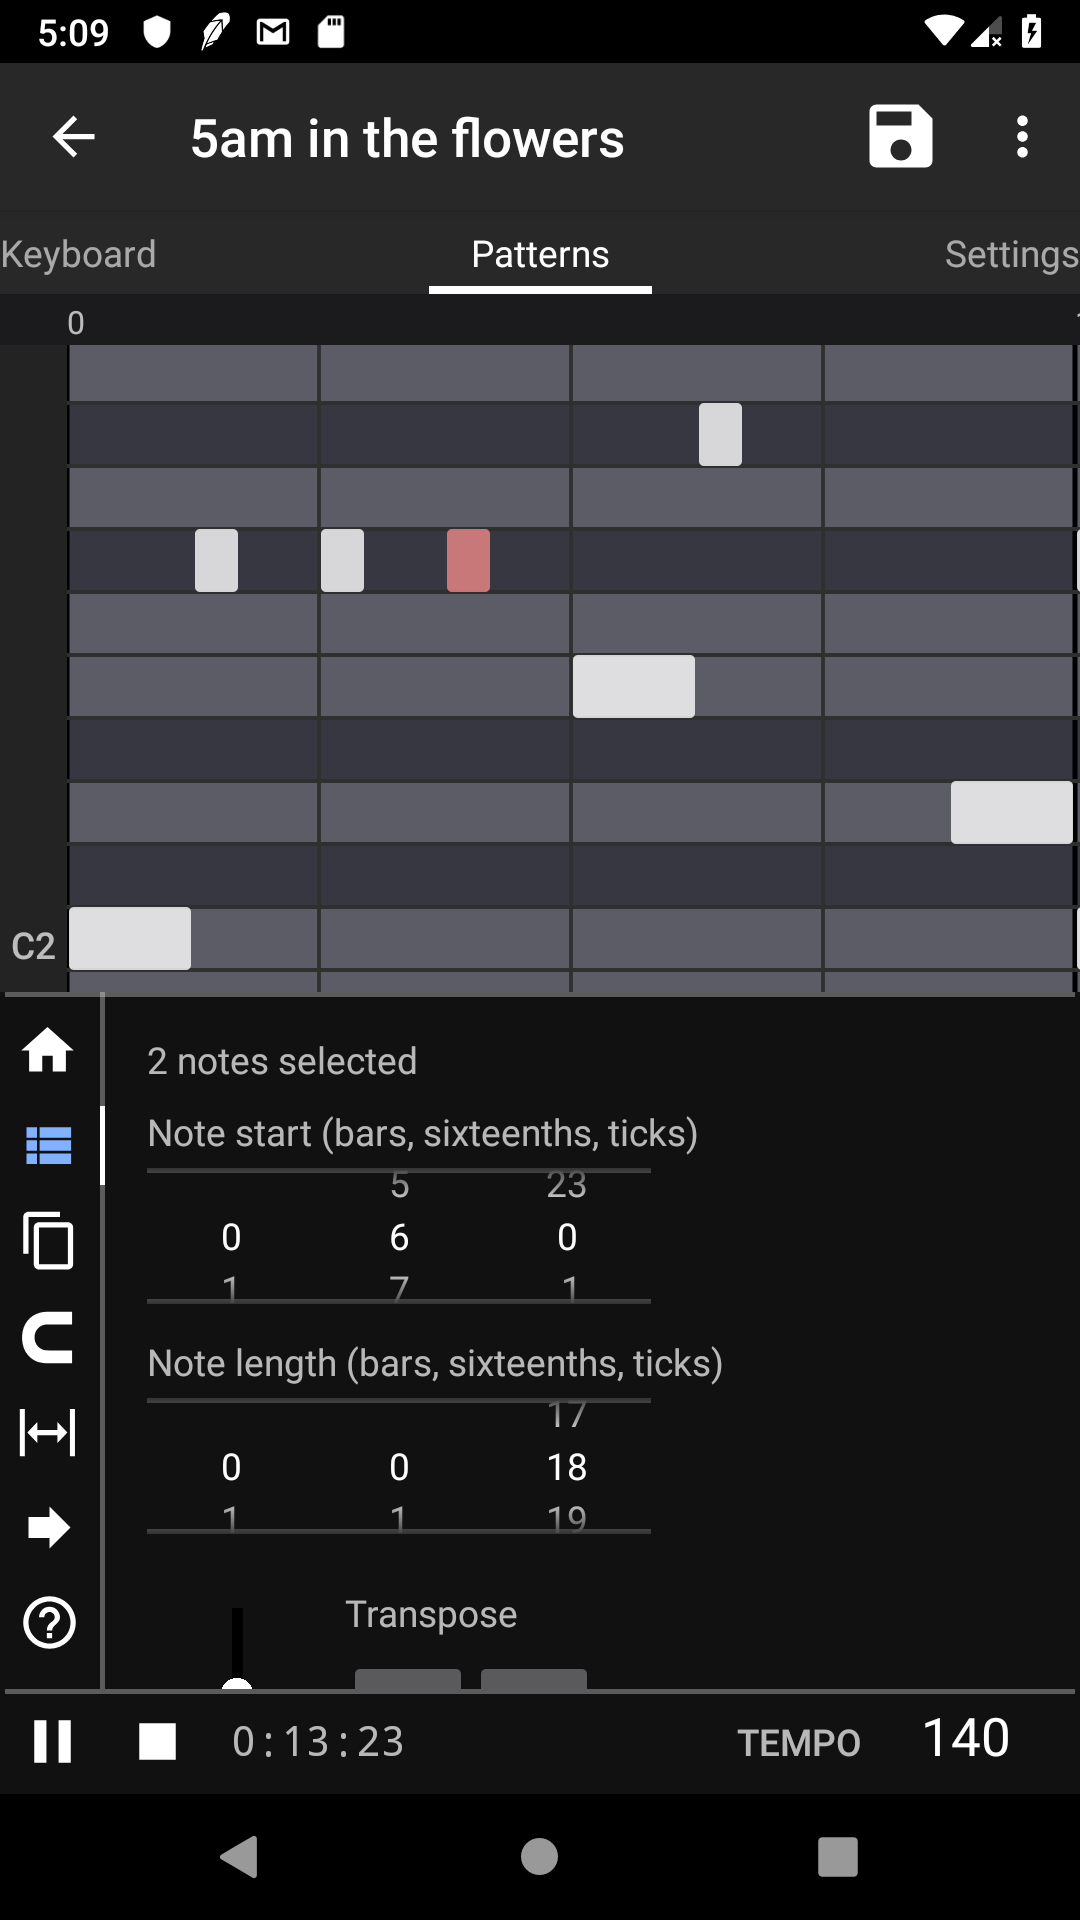 5:09
5am in the flowers
Keyboard Patterns Settings
0
C2
2 notes selected
Note start (bars, sixteenths, ticks)
5 23
0 6 0
1 7 1
Note length (bars, sixteenths, ticks)
17
0 0 18
1 1 19
Transpose
0:13:23 TEMPO 140